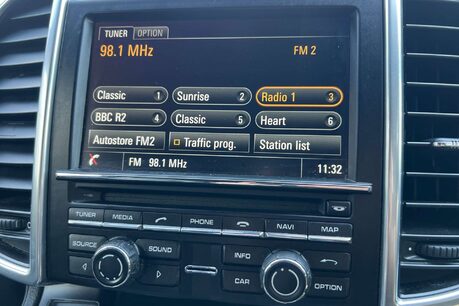 TUNER OPTION
98.1 MHz FM 2
Classic 1 Sunrise 2 Radio 1 3
BBC R2 4 Classic 5 Heart 6
Autostore FM2 Traffic prog. Station list
FM 98.1 MHz 11:32
TUNER MEDIA PHONE NAVI MAP
SOURCE SOUND INFO
CAR OPTION